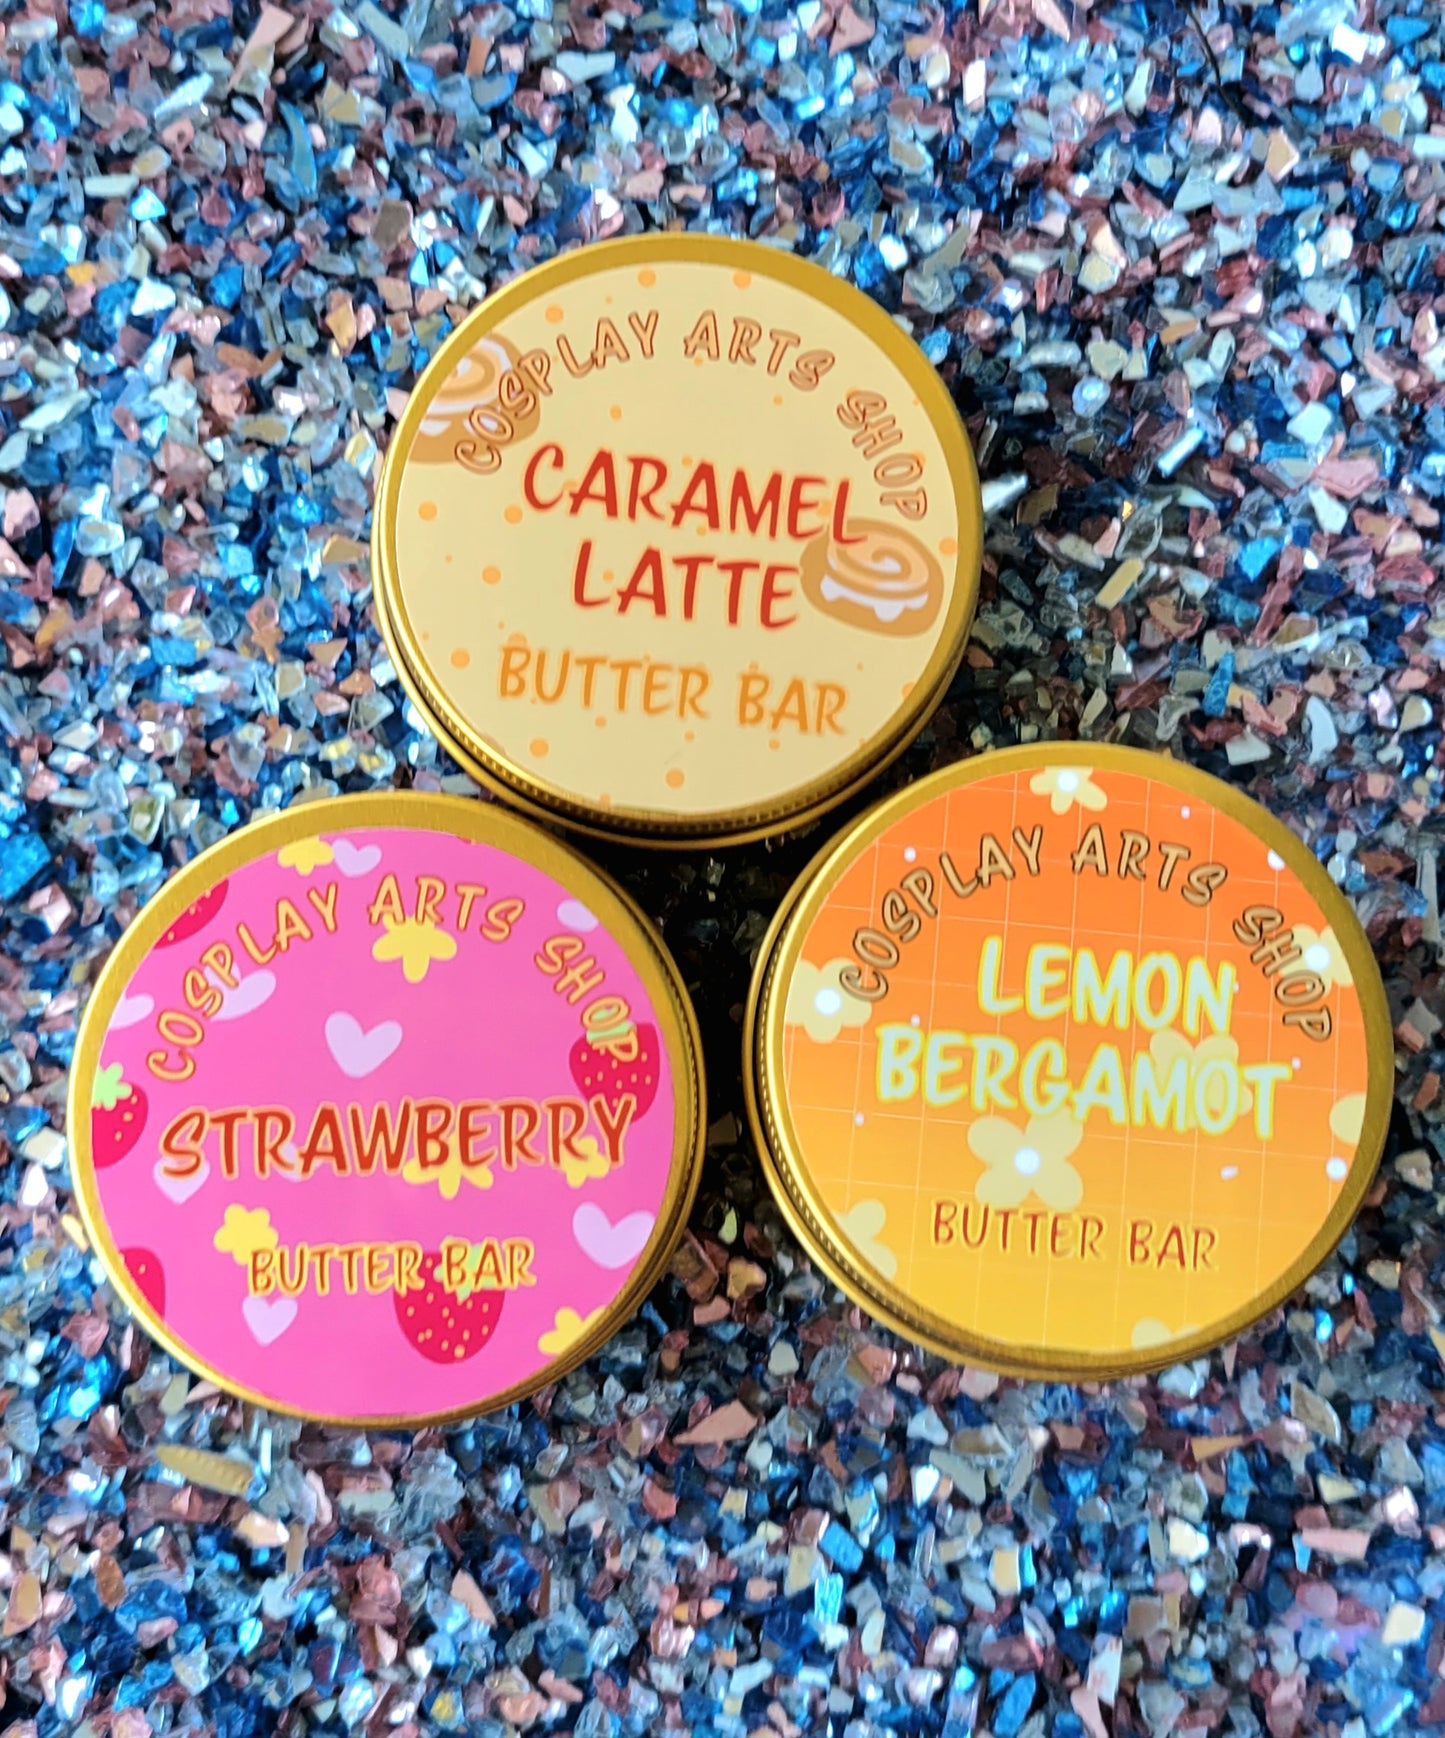 COSPLAY ARTS SHOP
CARAMEL
LATTE
BUTTER BAR
COSPLAY ARTS SHOP
STRAWBERRY
BUTTER BAR
COSPLAY ARTS SHOP
LEMON
BERGAMOT
BUTTER BAR